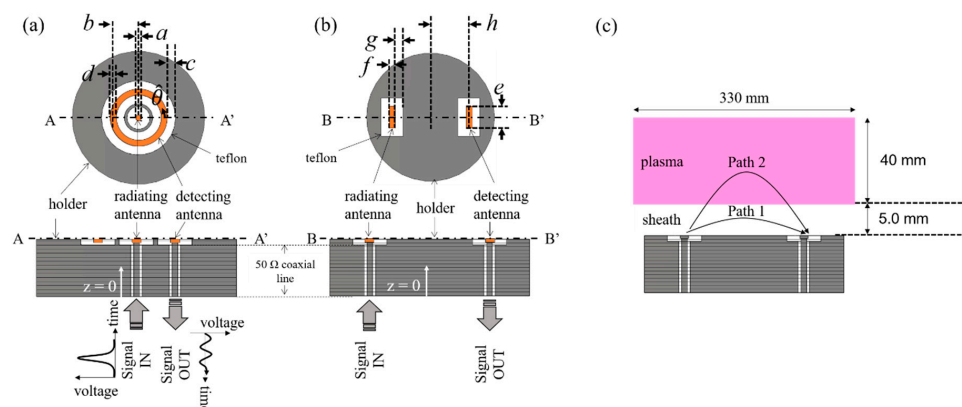 (a)
b
a
d
c
θ̂
A
A'
teflon
holder
radiating
antenna
detecting
antenna
A
A'
z = 0
50 Ω coaxial
line
time
voltage
Signal
IN
Signal
OUT
voltage
time
(b)
h
g
f
e
B
B'
teflon
radiating
antenna
holder
detecting
antenna
B
B'
z = 0
Signal
IN
Signal
OUT
(c)
330 mm
plasma
Path 2
40 mm
sheath
Path 1
5.0 mm